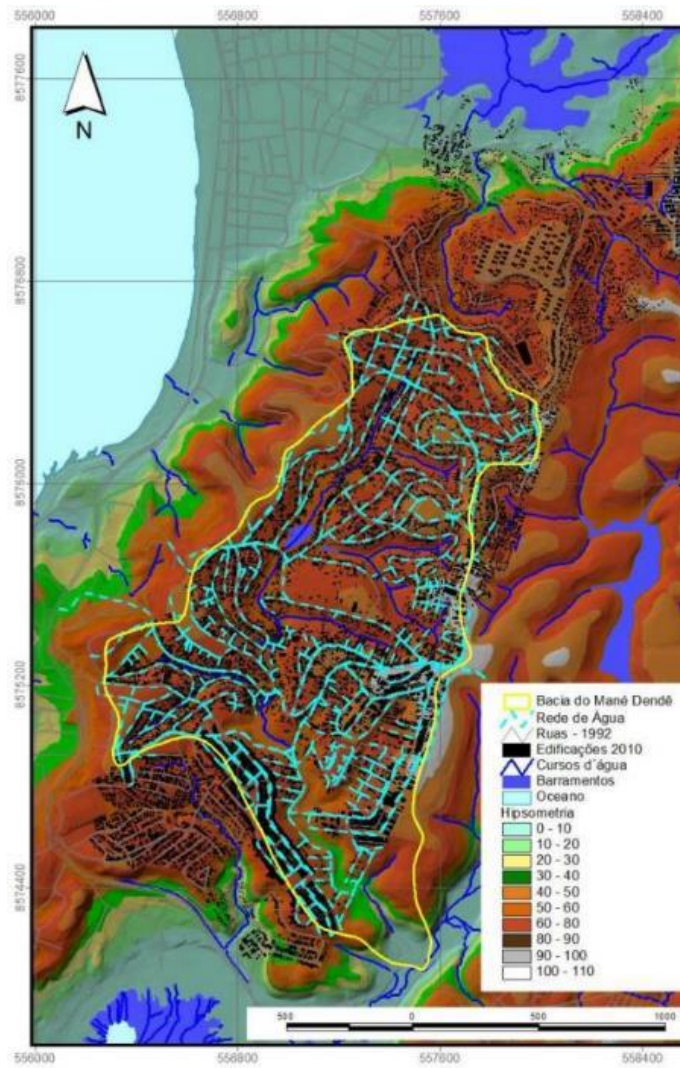 556000 556800 557600 558400
8577600
N
8576800
8576000
8575200
Bacia do Mané Dendê
Rede de Água
Ruas - 1992
Edificações 2010
Cursos d´água
Barramentos
Oceano
Hipsometria
0 - 10
10 - 20
20 - 30
30 - 40
40 - 50
50 - 60
60 - 80
80 - 90
90 - 100
100 - 110
8574400
500 0 500 1000
556000 556800 557600 558400